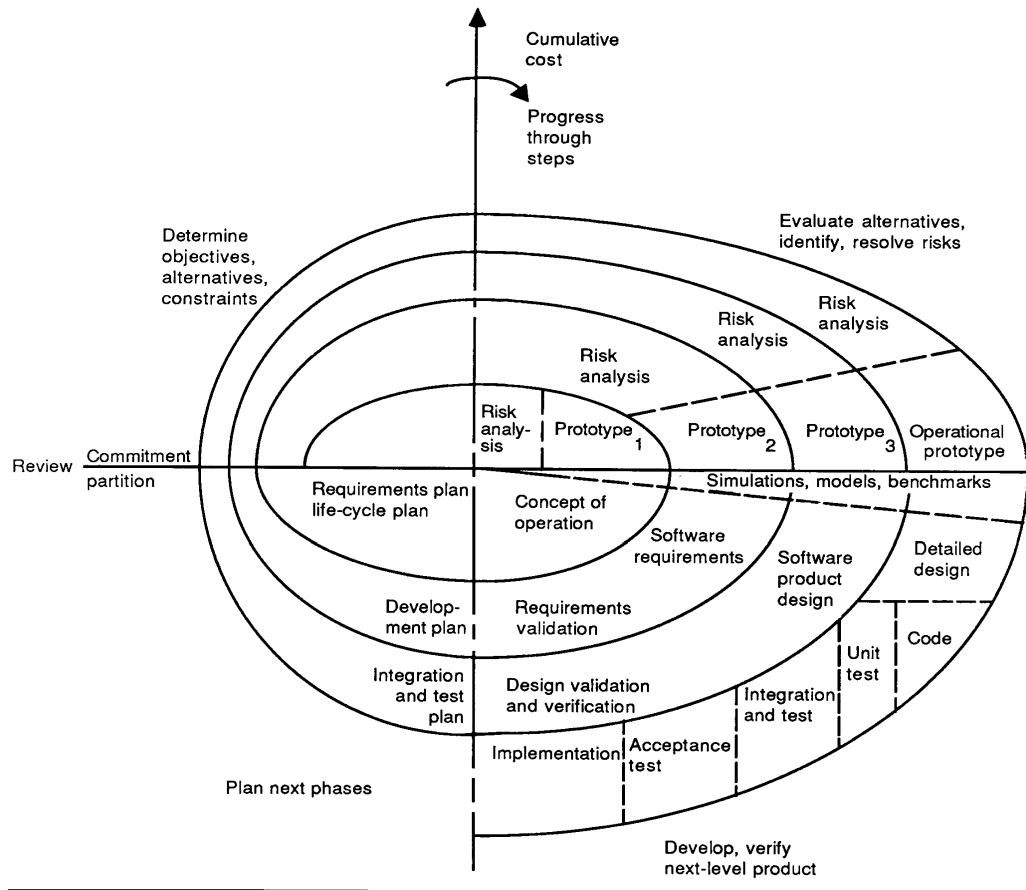 Cumulative
cost
Progress
through
steps
Determine
objectives,
alternatives,
constraints
Evaluate alternatives,
identify, resolve risks
Risk
analysis
Risk
analysis
Risk
analysis
Risk
analy-
sis
Prototype 1
Prototype 2
Prototype 3
Operational
prototype
Review
Commitment
partition
Simulations, models, benchmarks
Requirements plan
life-cycle plan
Concept of
operation
Software
requirements
Software
product
design
Detailed
design
Develop-
ment plan
Requirements
validation
Code
Unit
test
Integration
and test
plan
Design validation
and verification
Integration
and test
Implementation
Acceptance
test
Plan next phases
Develop, verify
next-level product